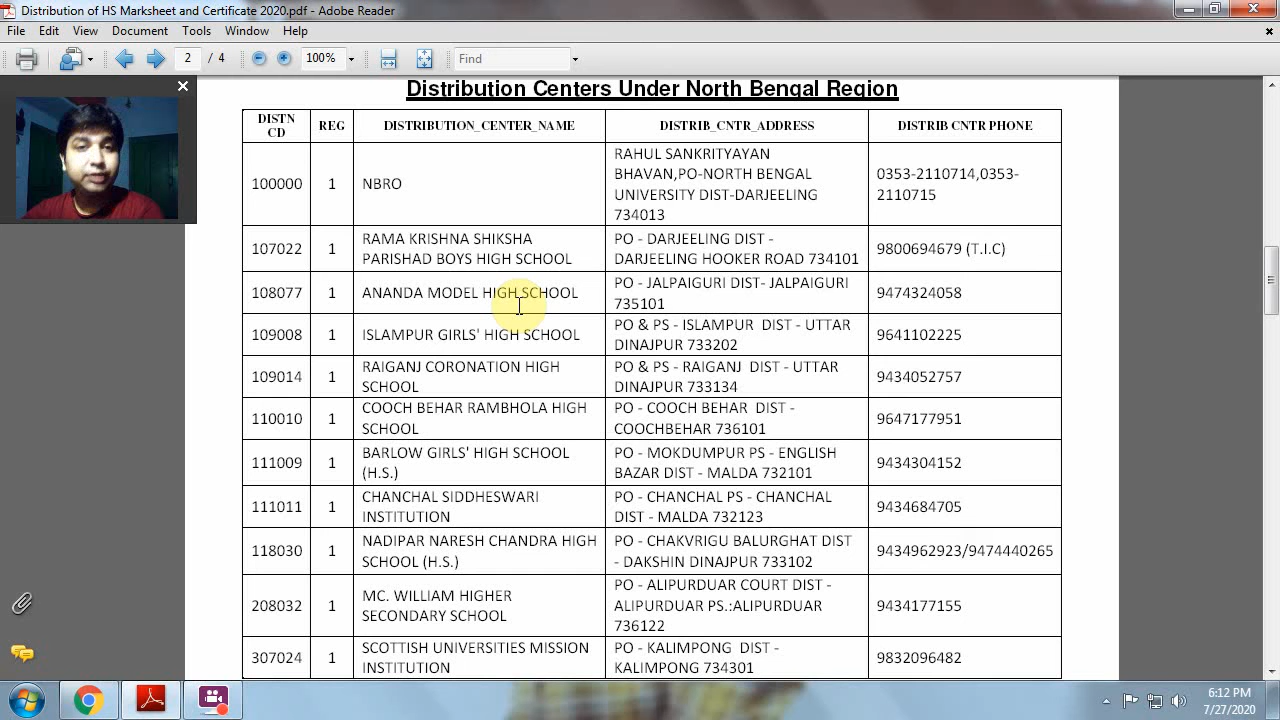 Distribution of HS Marksheet and Certificate 2020.pdf - Adobe Reader
File Edit View Document Tools Window Help
2 / 4 100% Find
Distribution Centers Under North Bengal Region
DISTN CD REG DISTRIBUTION_CENTER_NAME DISTRIB_CNTR_ADDRESS DISTRIB CNTR PHONE
100000 1 NBRO RAHUL SANKRITYAYAN
BHAVAN,PO-NORTH BENGAL
UNIVERSITY DIST-DARJEELING
734013
0353-2110714,0353-
2110715
107022 1 RAMA KRISHNA SHIKSHA
PARISHAD BOYS HIGH SCHOOL
PO - DARJEELING DIST -
DARJEELING HOOKER ROAD 734101
9800694679 (T.I.C)
108077 1 ANANDA MODEL HIGH SCHOOL
PO - JALPAIGURI DIST- JALPAIGURI
735101
9474324058
109008 1 ISLAMPUR GIRLS' HIGH SCHOOL
PO & PS - ISLAMPUR DIST - UTTAR
DINAJPUR 733202
9641102225
109014 1 RAIGANJ CORONATION HIGH
SCHOOL
PO & PS - RAIGANJ DIST - UTTAR
DINAJPUR 733134
9434052757
110010 1 COOCH BEHAR RAMBHOLA HIGH
SCHOOL
PO - COOCH BEHAR DIST -
COOCHBEHAR 736101
9647177951
111009 1 BARLOW GIRLS' HIGH SCHOOL
(H.S.)
PO - MOKDUMPUR PS - ENGLISH
BAZAR DIST - MALDA 732101
9434304152
111011 1 CHANCHAL SIDDHESWARI
INSTITUTION
PO - CHANCHAL PS - CHANCHAL
DIST - MALDA 732123
9434684705
118030 1 NADIPAR NARESH CHANDRA HIGH
SCHOOL (H.S.)
PO - CHAKVRIGU BALURGHAT DIST
- DAKSHIN DINAJPUR 733102
9434962923/9474440265
208032 1 MC. WILLIAM HIGHER
SECONDARY SCHOOL
PO - ALIPURDUAR COURT DIST -
ALIPURDUAR PS.:ALIPURDUAR
736122
9434177155
307024 1 SCOTTISH UNIVERSITIES MISSION
INSTITUTION
PO - KALIMPONG DIST -
KALIMPONG 734301
9832096482
6:12 PM
7/27/2020